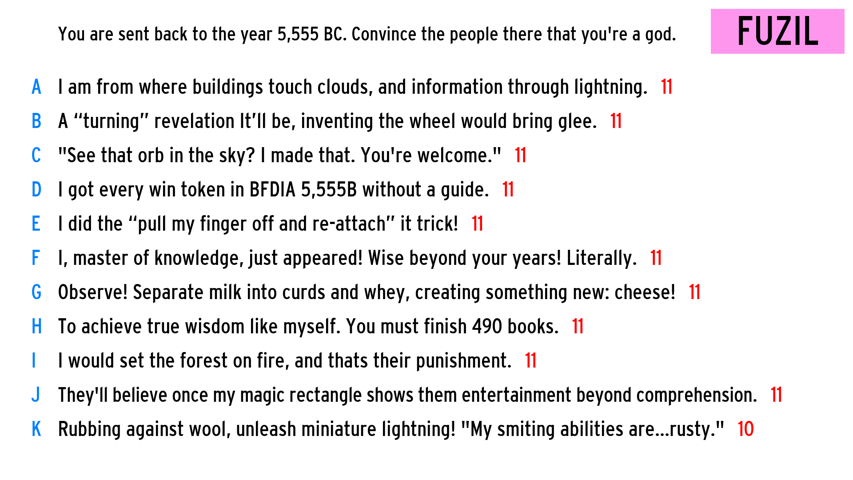 You are sent back to the year 5,555 BC. Convince the people there that you're a god.
FUZIL
A I am from where buildings touch clouds, and information through lightning. 11
B A “turning” revelation It’ll be, inventing the wheel would bring glee. 11
C "See that orb in the sky? I made that. You're welcome." 11
D I got every win token in BFDIA 5,555B without a guide. 11
E I did the “pull my finger off and re-attach” it trick! 11
F I, master of knowledge, just appeared! Wise beyond your years! Literally. 11
G Observe! Separate milk into curds and whey, creating something new: cheese! 11
H To achieve true wisdom like myself. You must finish 490 books. 11
I I would set the forest on fire, and thats their punishment. 11
J They'll believe once my magic rectangle shows them entertainment beyond comprehension. 11
K Rubbing against wool, unleash miniature lightning! "My smiting abilities are...rusty." 10